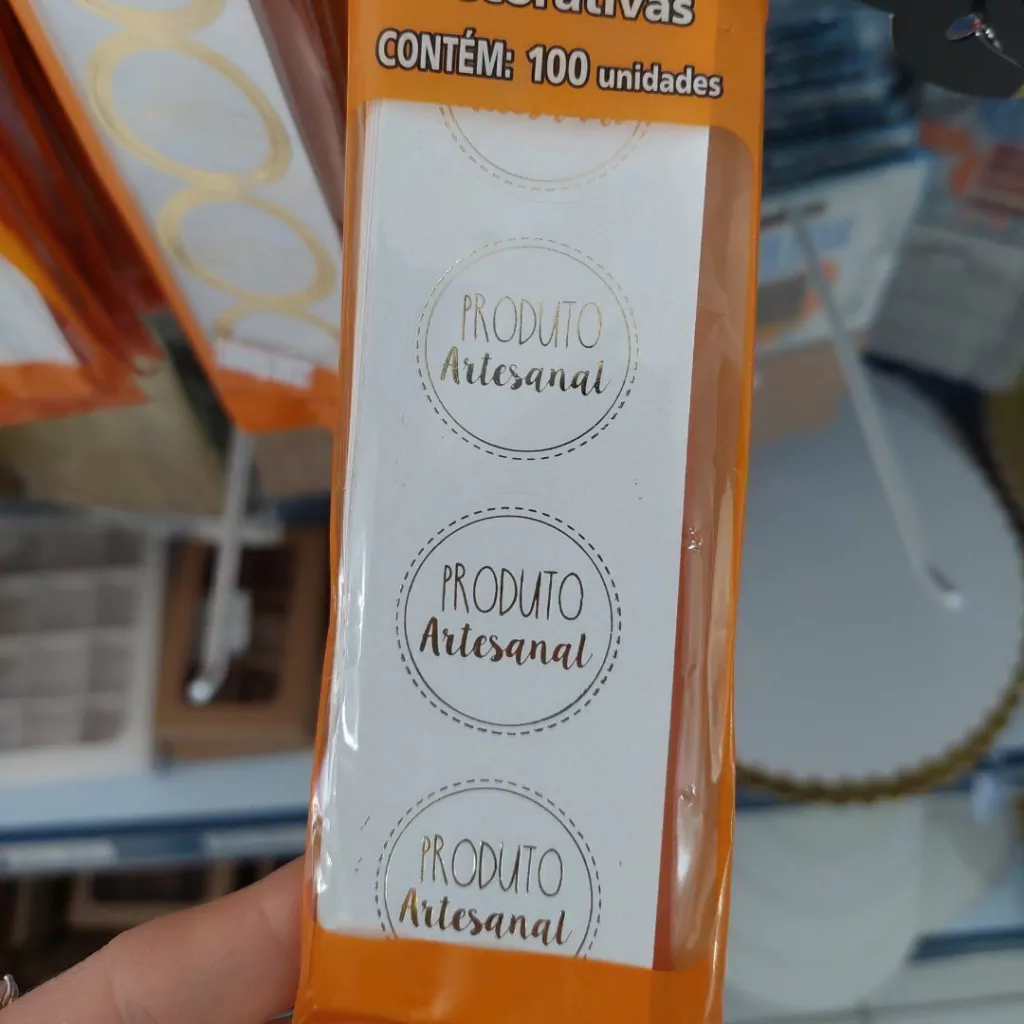 CONTÉM: 100 unidades
PRODUTO
Artesanal
PRODUTO
Artesanal
PRODUTO
Artesanal